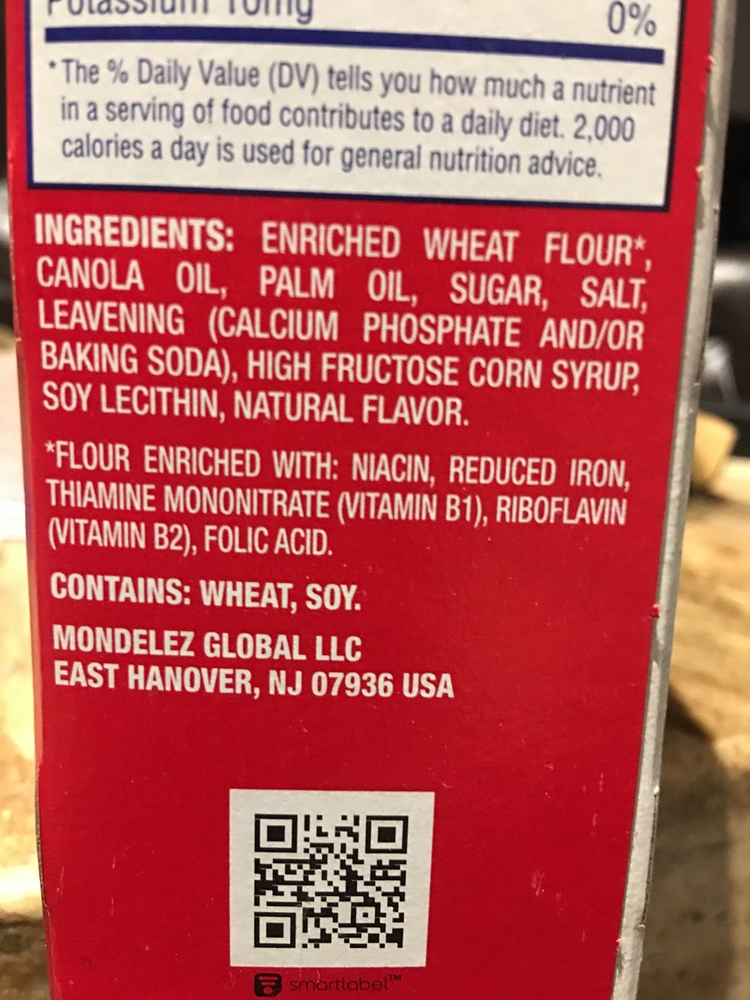 Potassium 10mg 0%
*The % Daily Value (DV) tells you how much a nutrient
in a serving of food contributes to a daily diet. 2,000
calories a day is used for general nutrition advice.
INGREDIENTS: ENRICHED WHEAT FLOUR*,
CANOLA OIL, PALM OIL, SUGAR, SALT,
LEAVENING (CALCIUM PHOSPHATE AND/OR
BAKING SODA), HIGH FRUCTOSE CORN SYRUP,
SOY LECITHIN, NATURAL FLAVOR.
*FLOUR ENRICHED WITH: NIACIN, REDUCED IRON,
THIAMINE MONONITRATE (VITAMIN B1), RIBOFLAVIN
(VITAMIN B2), FOLIC ACID.
CONTAINS: WHEAT, SOY.
MONDELEZ GLOBAL LLC
EAST HANOVER, NJ 07936 USA
smartlabel™